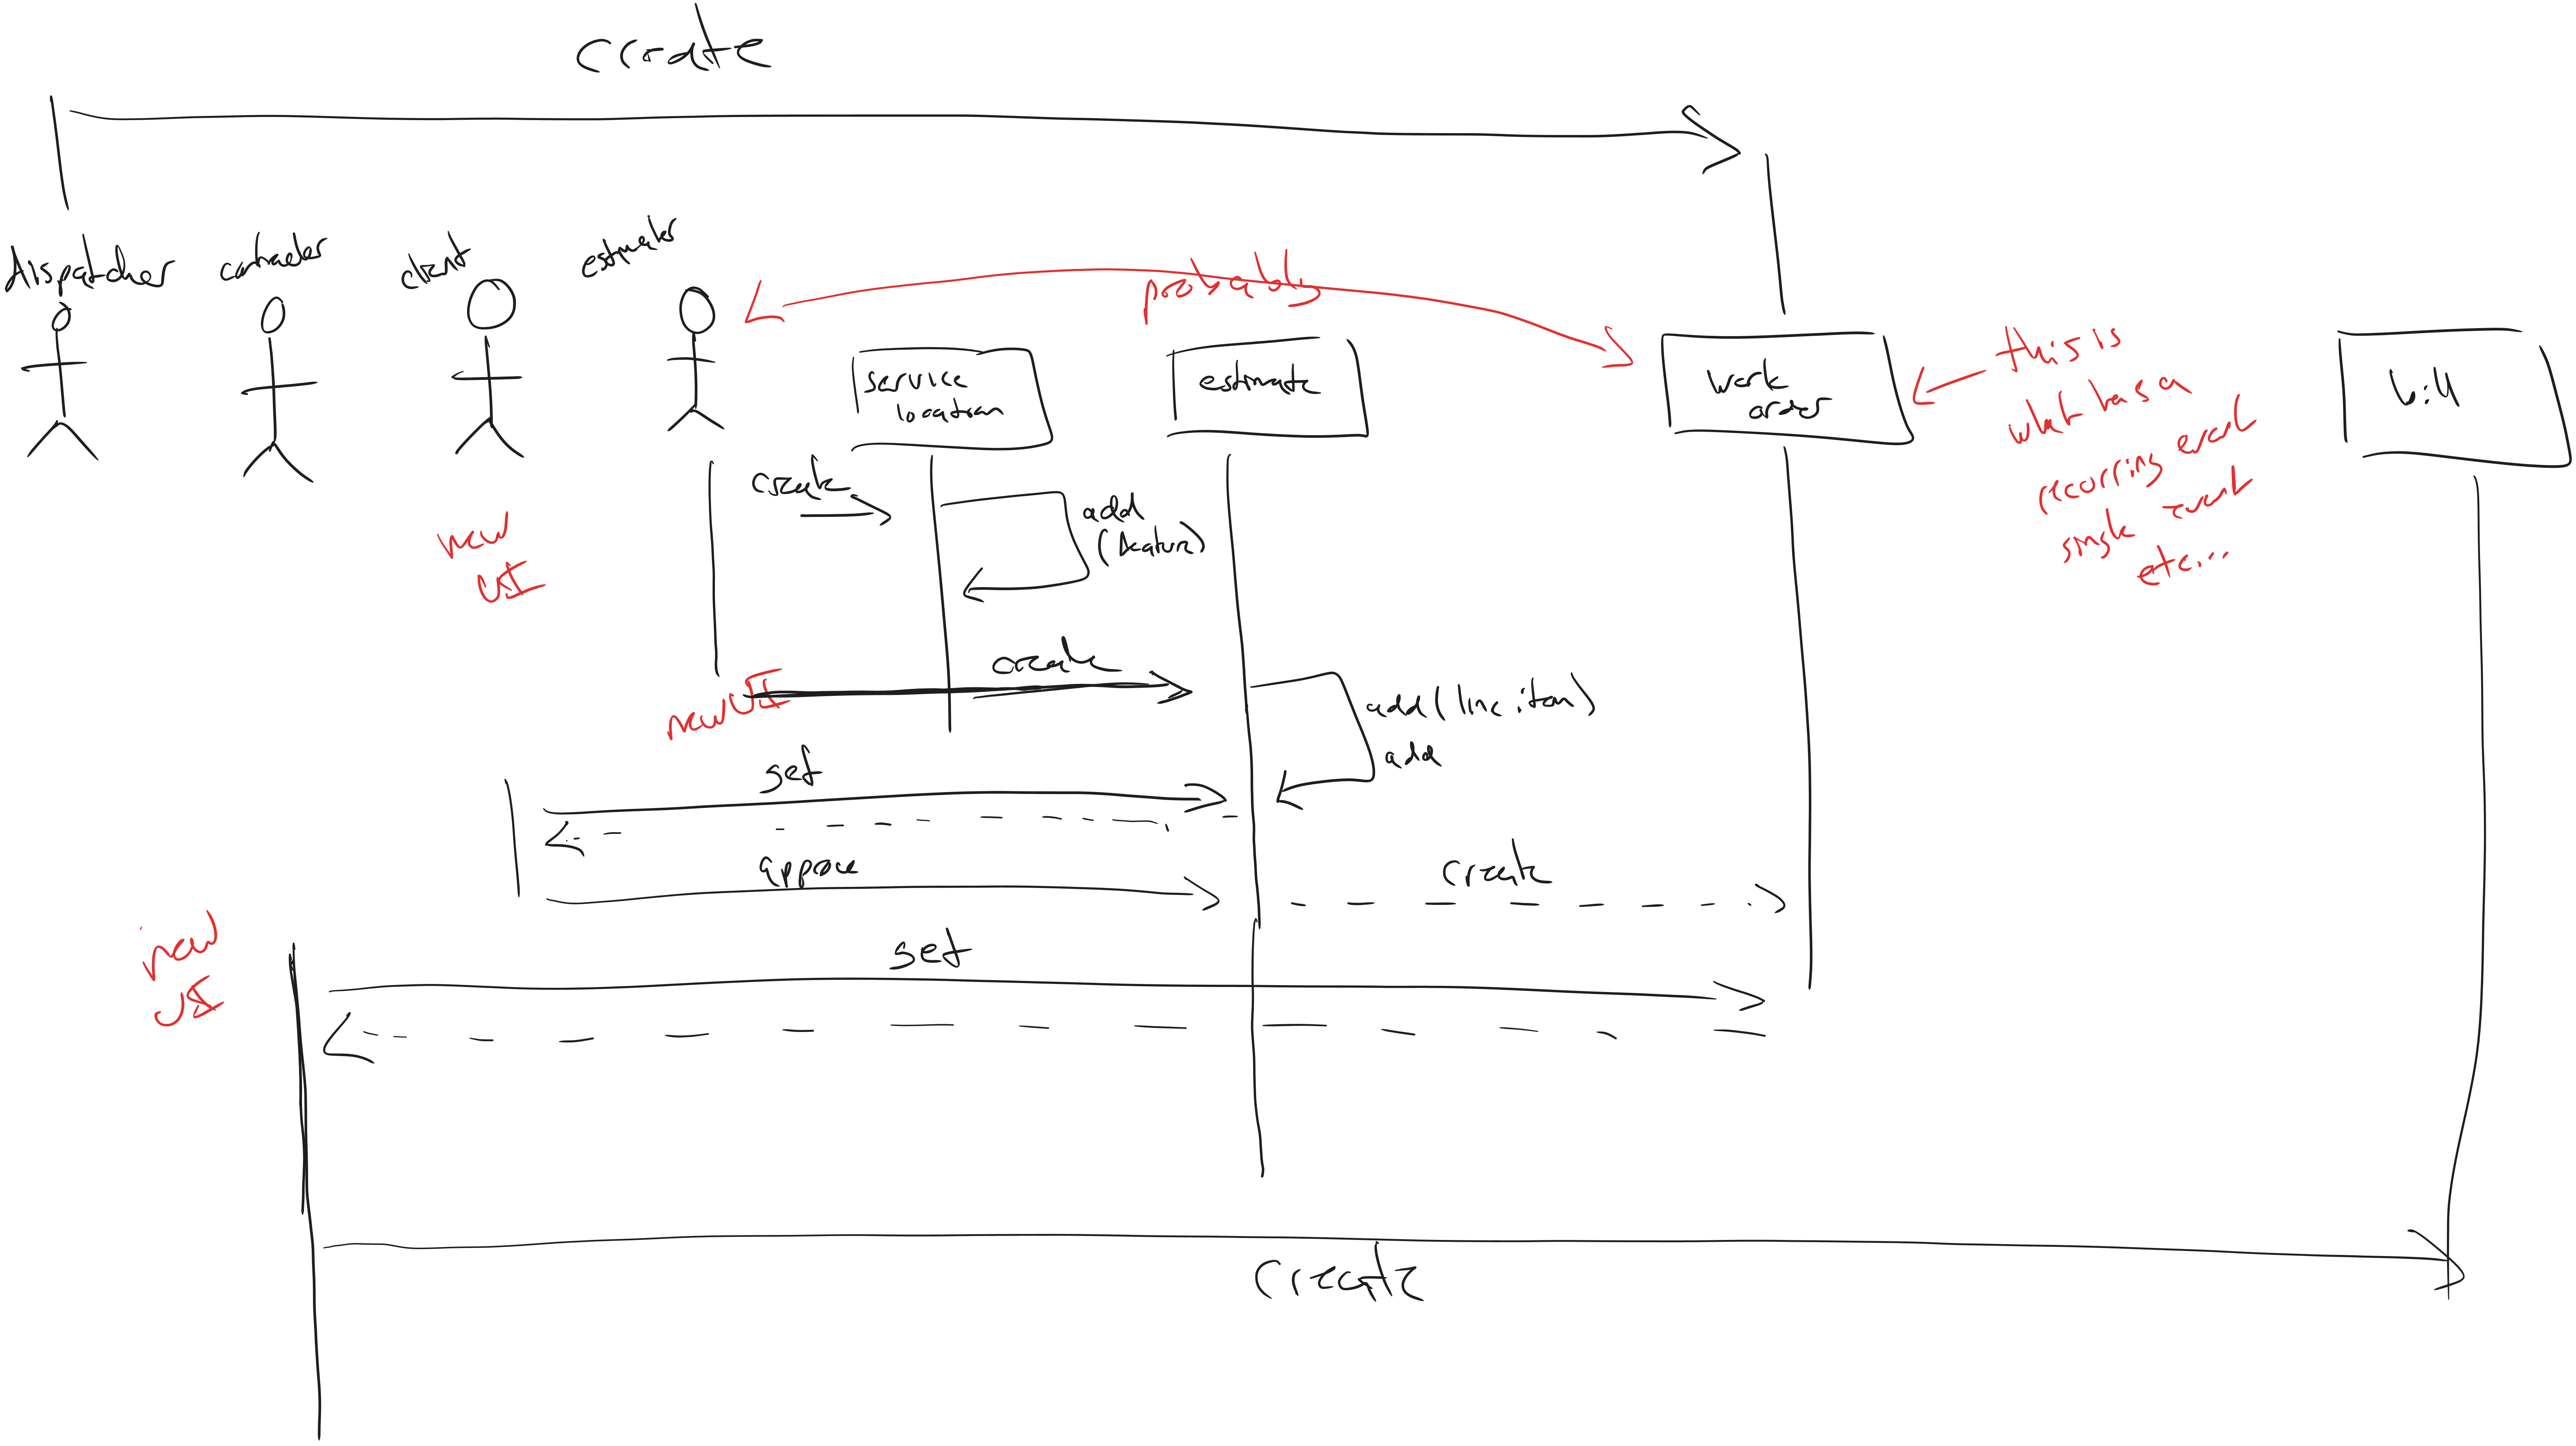 create
dispatcher
contractor
client
estimator
probably
service
location
estimate
work
order
bill
this is
what has a
recurring event
single event
etc...
create
add
(feature)
new
UI
create
new UI
add(line item)
add
set
approve
create
new
UI
set
create